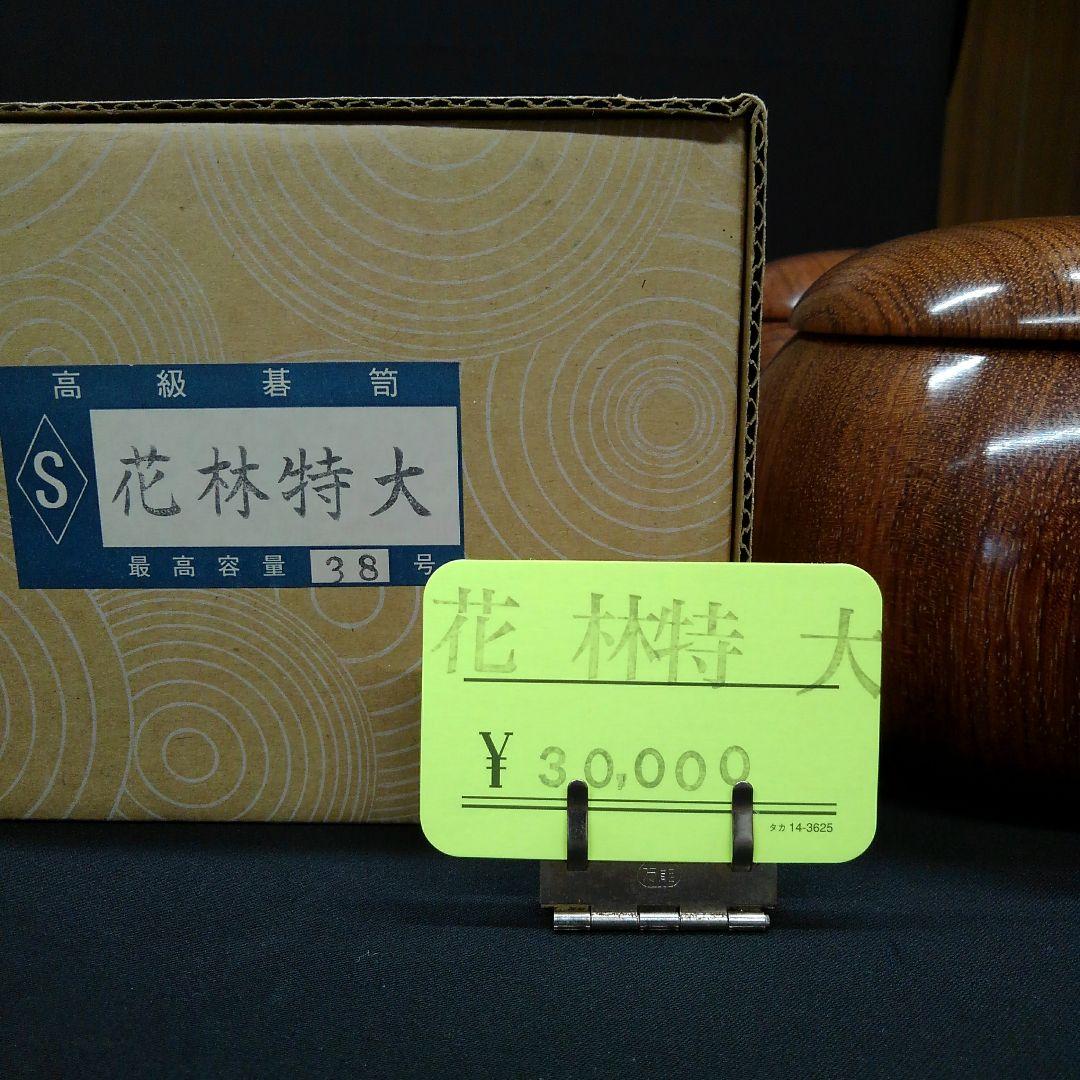 高級碁笥
S
花林特大
最高容量 38 号
花林特大
¥30,000
タカ 14-3625